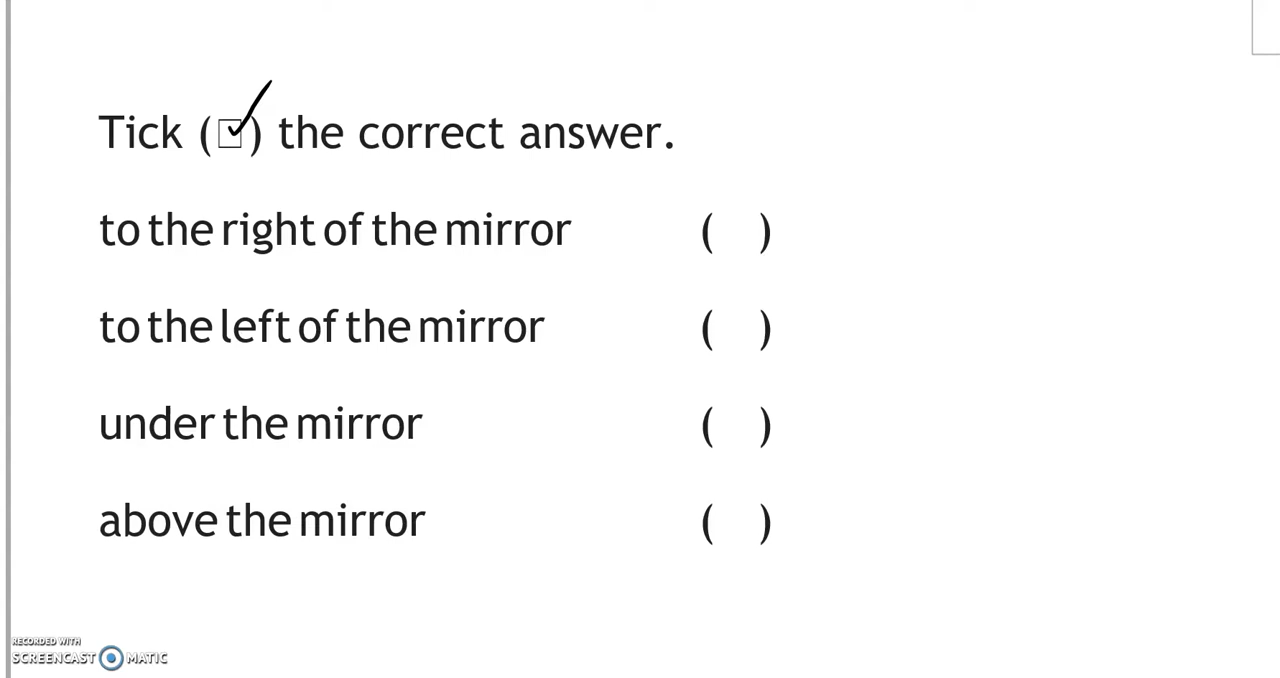 Tick (☑) the correct answer.
to the right of the mirror ( )
to the left of the mirror ( )
under the mirror ( )
above the mirror ( )
RECORDED WITH
SCREENCAST MATIC